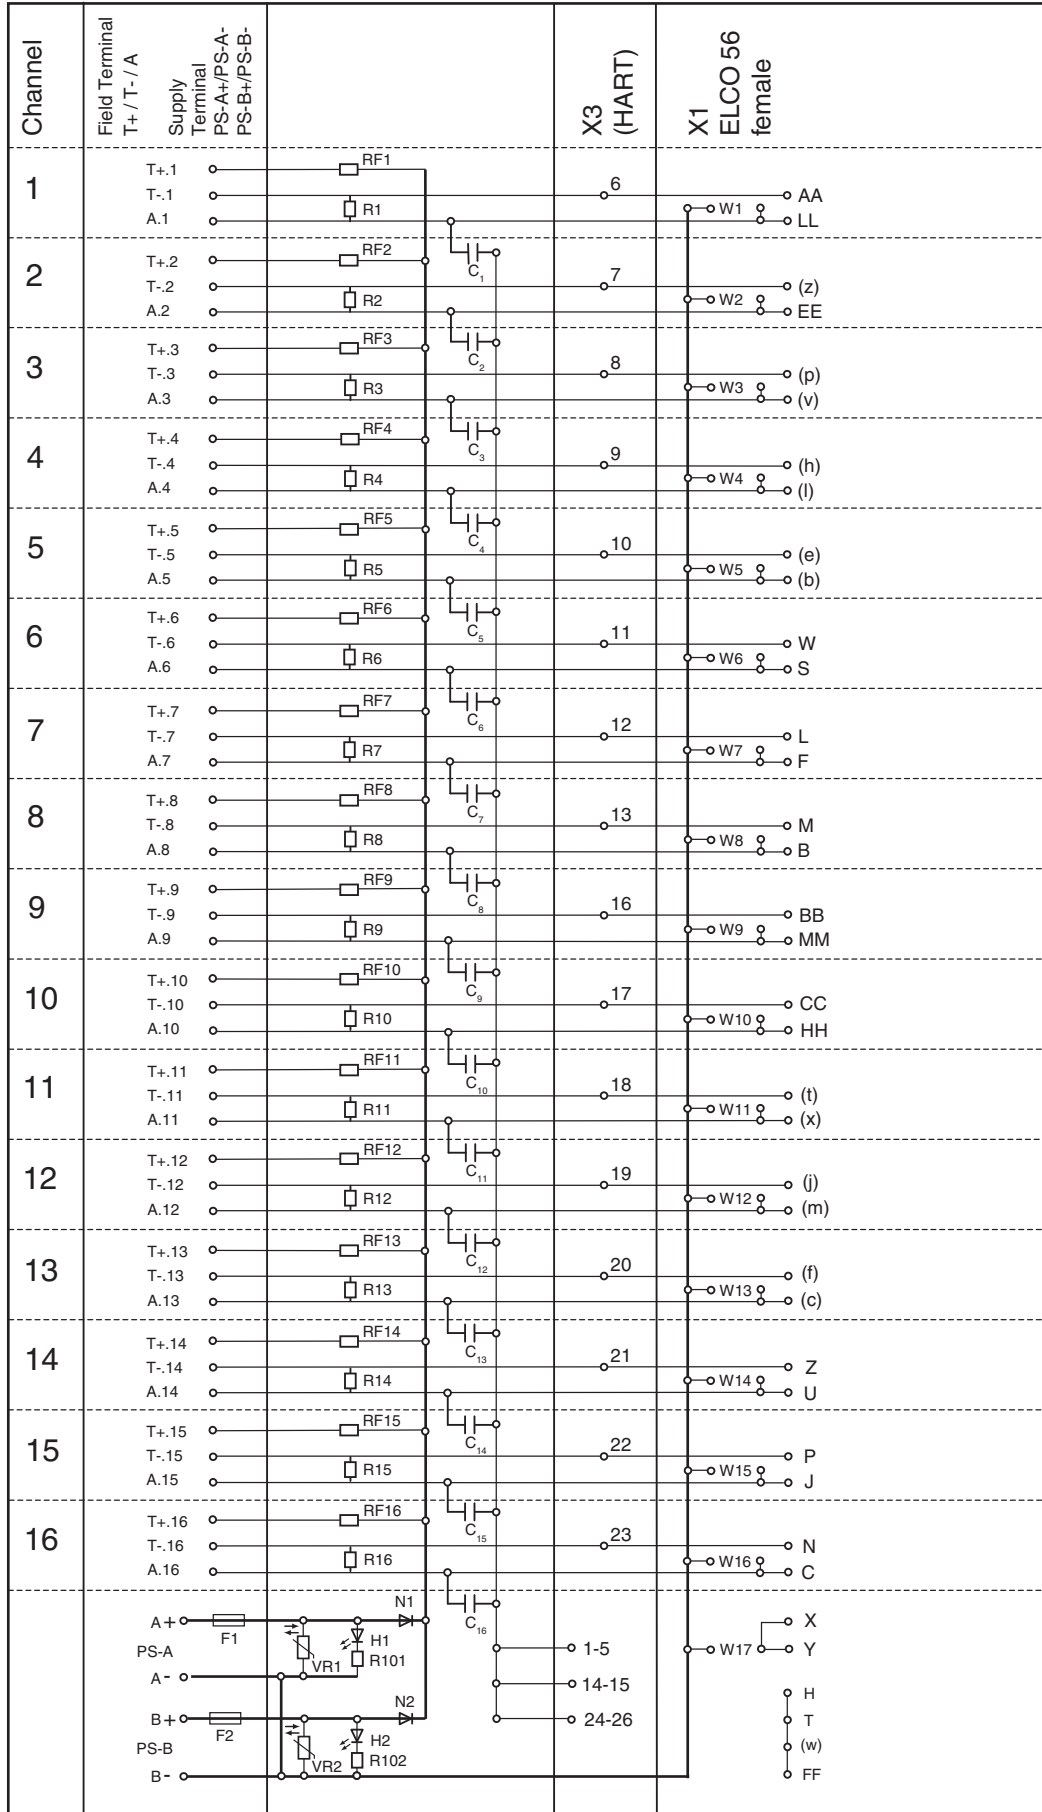 Channel
Field Terminal
T+ / T- / A
Supply
Terminal
PS-A+/PS-A-
PS-B+/PS-B-
X3
(HART)
X1
ELCO 56
female
1
T+.1
RF1
T-.1
6
AA
R1
W1
A.1
LL
C1
2
T+.2
RF2
T-.2
7
(z)
R2
W2
A.2
EE
C2
3
T+.3
RF3
T-.3
8
(p)
R3
W3
A.3
(v)
C3
4
T+.4
RF4
T-.4
9
(h)
R4
W4
A.4
(l)
C4
5
T+.5
RF5
T-.5
10
(e)
R5
W5
A.5
(b)
C5
6
T+.6
RF6
T-.6
11
W
R6
W6
A.6
S
C6
7
T+.7
RF7
T-.7
12
L
R7
W7
A.7
F
C7
8
T+.8
RF8
T-.8
13
M
R8
W8
A.8
B
C8
9
T+.9
RF9
T-.9
16
BB
R9
W9
A.9
MM
C9
10
T+.10
RF10
T-.10
17
CC
R10
W10
A.10
HH
C10
11
T+.11
RF11
T-.11
18
(t)
R11
W11
A.11
(x)
C11
12
T+.12
RF12
T-.12
19
(j)
R12
W12
A.12
(m)
C12
13
T+.13
RF13
T-.13
20
(f)
R13
W13
A.13
(c)
C13
14
T+.14
RF14
T-.14
21
Z
R14
W14
A.14
U
C14
15
T+.15
RF15
T-.15
22
P
R15
W15
A.15
J
C15
16
T+.16
RF16
T-.16
23
N
R16
W16
A.16
C
C16
A+
F1
N1
X
PS-A
VR1
H1
R101
1-5
W17
Y
A-
14-15
B+
F2
N2
24-26
H
T
PS-B
VR2
H2
R102
(w)
B-
FF